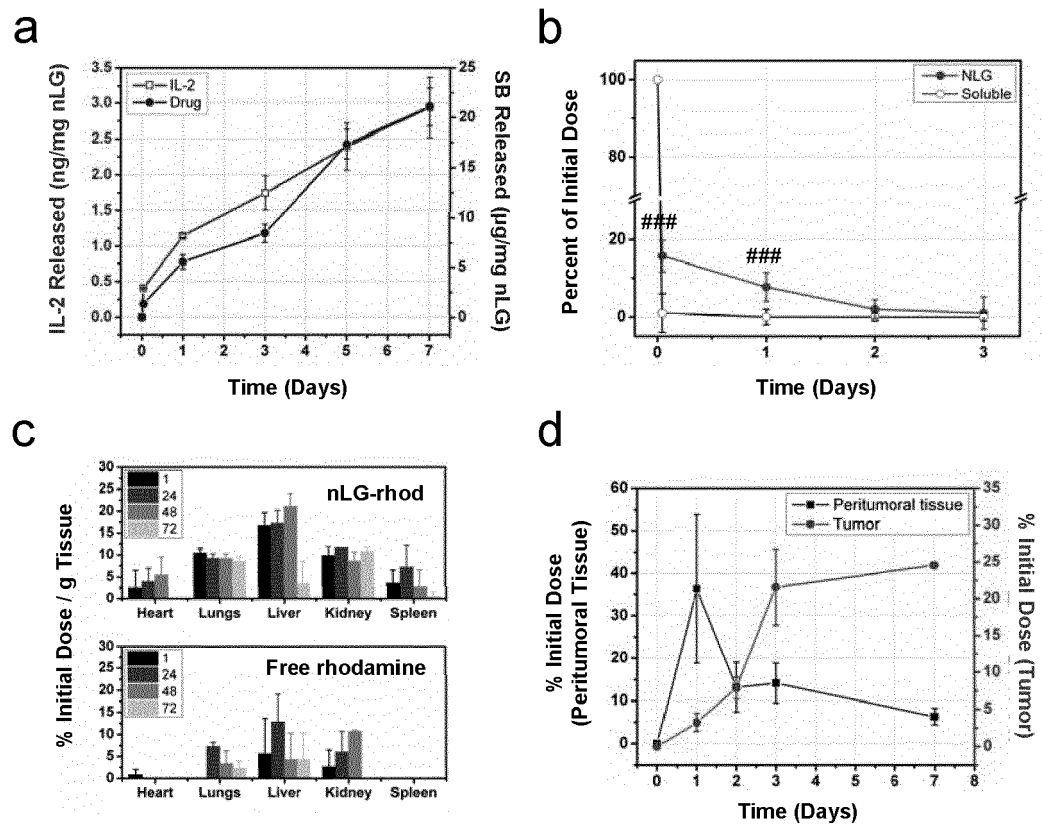 a
IL-2 Released (ng/mg nLG)
3.5
3.0
2.5
2.0
1.5
1.0
0.5
0.0
IL-2
Drug
25
20
15
10
5
0
SB Released (µg/mg nLG)
0 1 2 3 4 5 6 7
Time (Days)
b
Percent of Initial Dose
100
80
20
0
NLG
Soluble
###
###
0 1 2 3
Time (Days)
c
% Initial Dose / g Tissue
30
25
20
15
10
5
0
1
24
48
72
nLG-rhod
Heart Lungs Liver Kidney Spleen
30
25
20
15
10
5
0
1
24
48
72
Free rhodamine
Heart Lungs Liver Kidney Spleen
d
% Initial Dose
(Peritumoral Tissue)
60
50
40
30
20
10
0
Peritumoral tissue
Tumor
35
30
25
20
15
10
5
0
% Initial Dose (Tumor)
0 1 2 3 4 5 6 7 8
Time (Days)